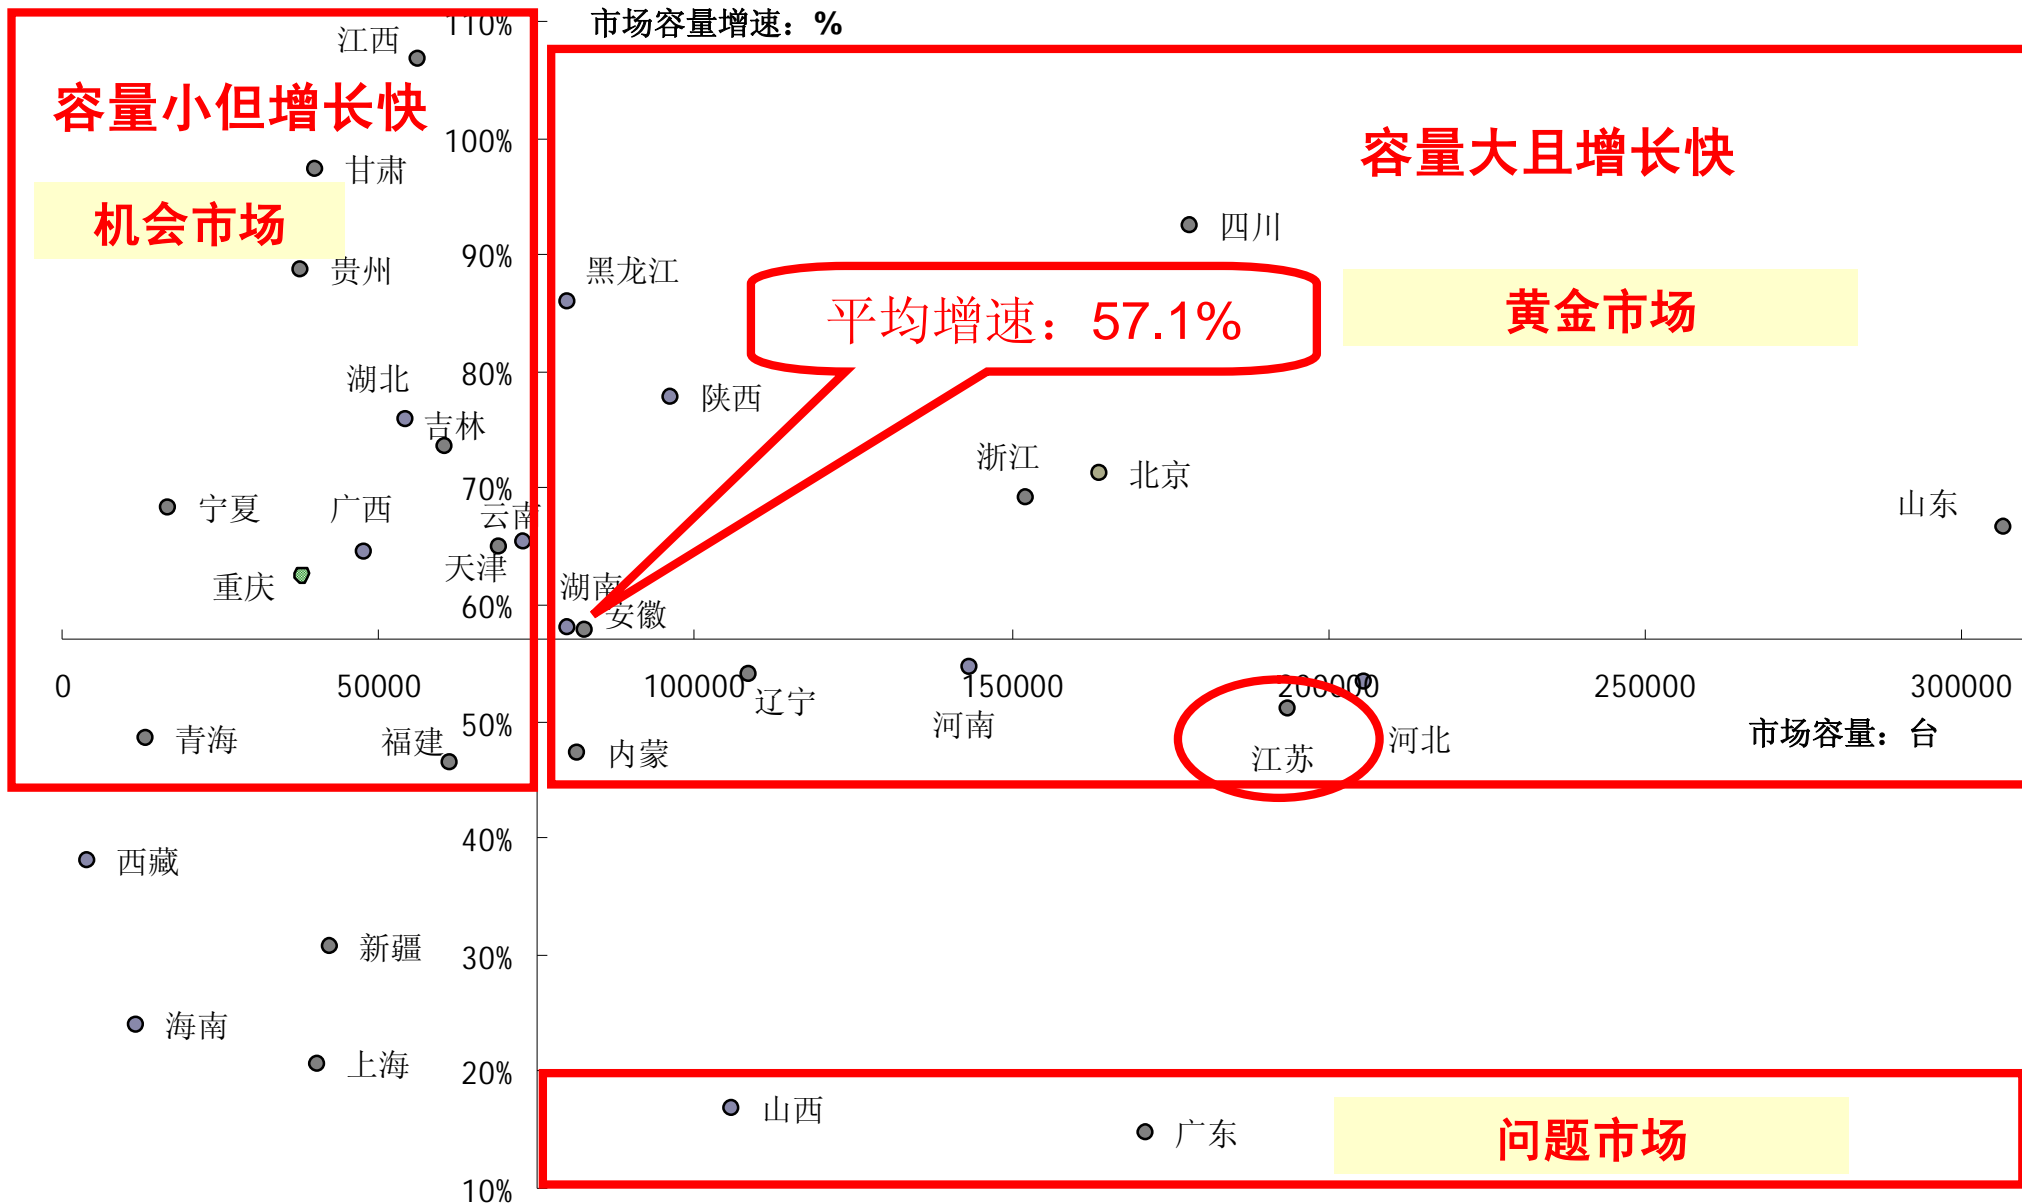 市场容量增速：%
110%
江西
容量小但增长快
100%
容量大且增长快
甘肃
机会市场
四川
90%
贵州
黑龙江
黄金市场
平均增速：57.1%
80%
湖北
陕西
吉林
浙江
北京
70%
宁夏
广西
云南
山东
天津
重庆
湖南
60%
安徽
0
50000
100000
150000
200000
250000
300000
辽宁
河南
50%
青海
福建
内蒙
江苏
河北
市场容量：台
40%
西藏
新疆
30%
海南
上海
20%
山西
广东
问题市场
10%